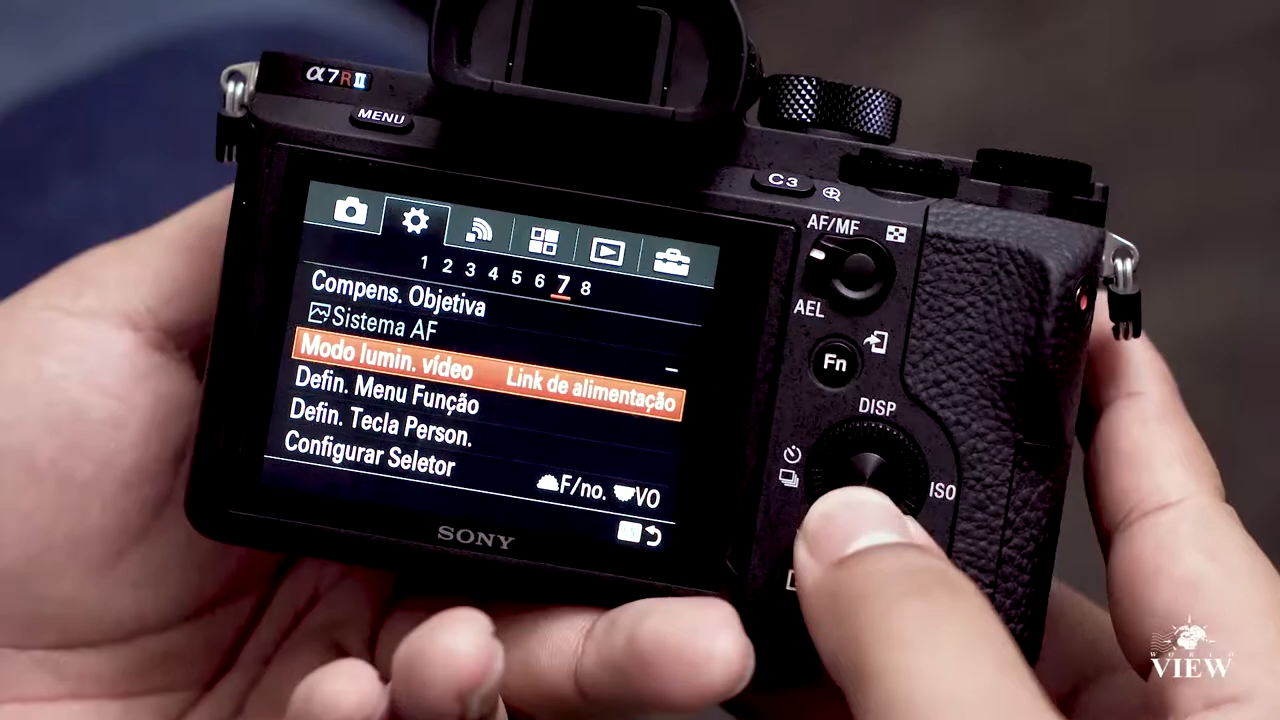 α7RII
MENU
C3
AF/MF
1 2 3 4 5 6 7 8
Compens. Objetiva
Sistema AF –
Modo lumin. vídeo Link de alimentação
Defin. Menu Função
Defin. Tecla Person.
Configurar Seletor
F/no. VO
AEL
Fn
DISP
ISO
SONY
WORLD
VIEW